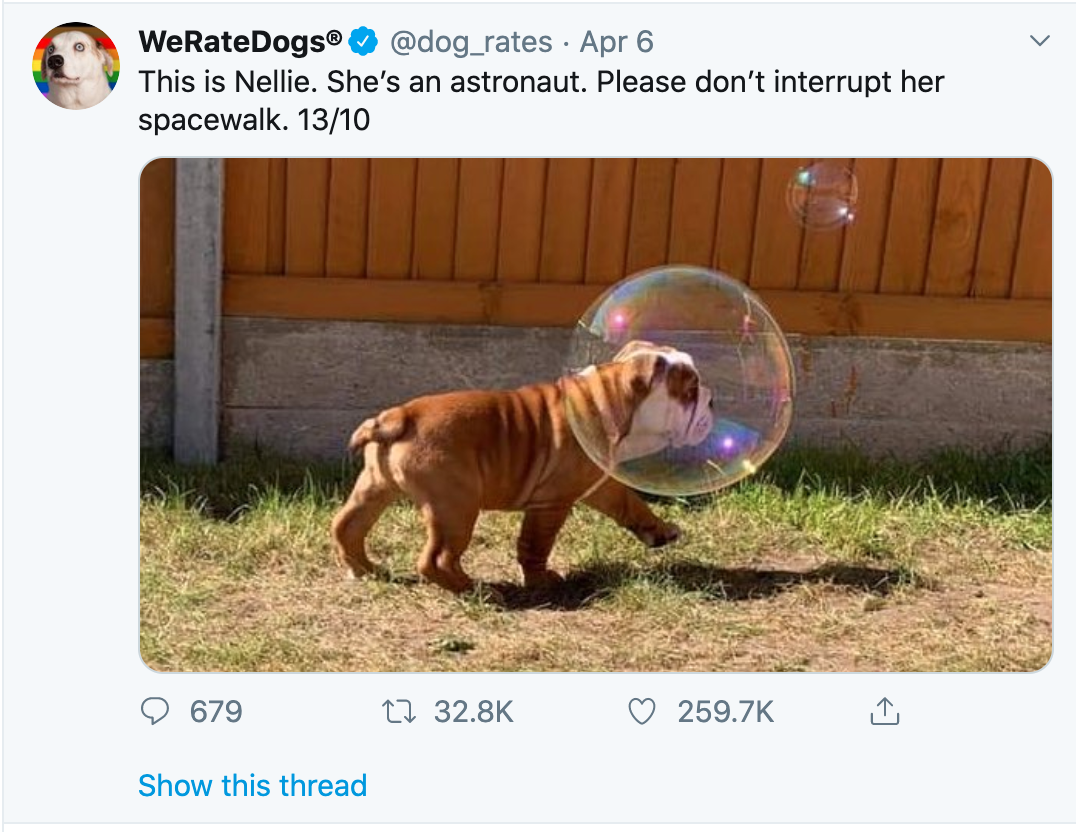 WeRateDogs® @dog_rates · Apr 6
This is Nellie. She’s an astronaut. Please don’t interrupt her
spacewalk. 13/10
679 32.8K 259.7K
Show this thread